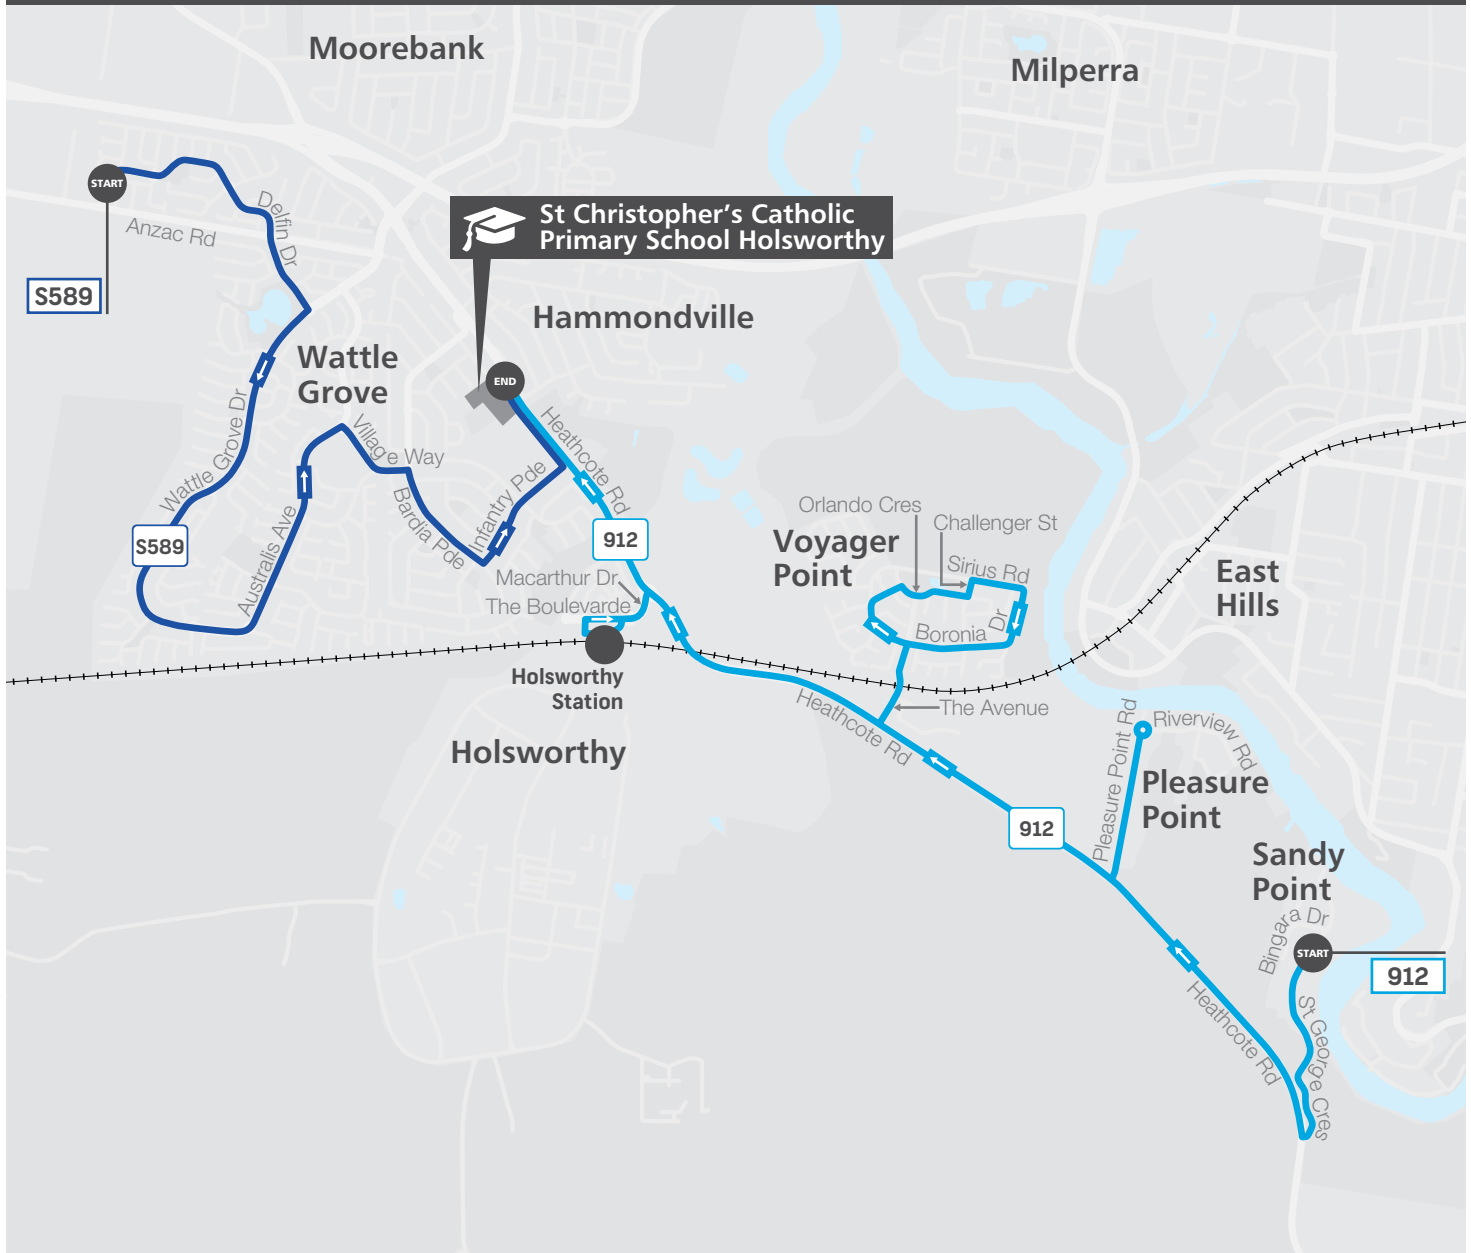 Moorebank
Milperra
START
Delfin Dr
Anzac Rd
St Christopher's Catholic
Primary School Holsworthy
S589
Hammondville
Wattle
Grove
END
Heathcote Rd
Wattle Grove Dr
Village Way
Infantry Pde
Bardia Pde
Australis Ave
S589
912
Orlando Cres
Challenger St
Voyager
Point
Sirius Rd
Boronia Dr
East
Hills
Macarthur Dr
The Boulevarde
Holsworthy
Station
The Avenue
Heathcote Rd
Holsworthy
Pleasure Point Rd
Riverview Rd
Pleasure
Point
912
Sandy
Point
Bingara Dr
START
912
St George Cres
Heathcote Rd